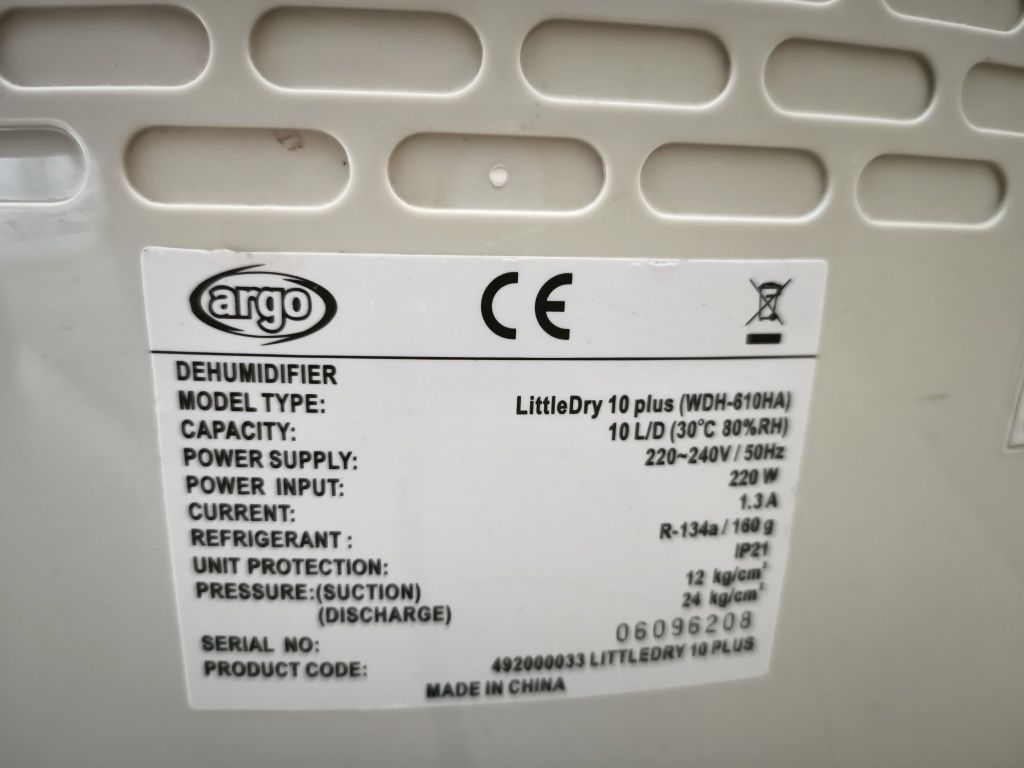 argo
CE
DEHUMIDIFIER
MODEL TYPE: LittleDry 10 plus (WDH-610HA)
CAPACITY: 10 L/D (30°C 80%RH)
POWER SUPPLY: 220~240V / 50Hz
POWER INPUT: 220 W
CURRENT: 1.3 A
REFRIGERANT : R-134a / 160 g
UNIT PROTECTION: IP21
PRESSURE:(SUCTION) 12 kg/cm²
(DISCHARGE) 24 kg/cm²
SERIAL NO: 06096208
PRODUCT CODE: 492000033 LITTLEDRY 10 PLUS
MADE IN CHINA